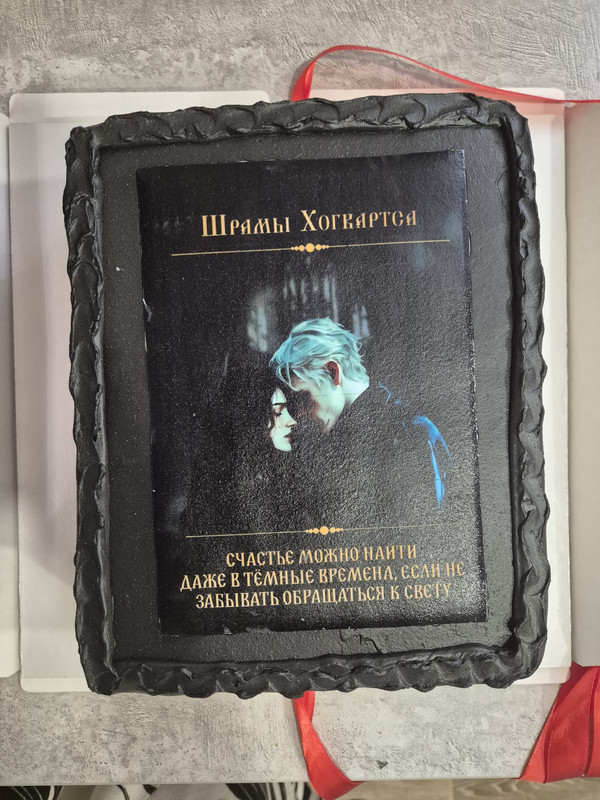 Шрамы Хогвартса
СЧАСТЬЕ МОЖНО НАЙТИ
ДАЖЕ В ТЁМНЫЕ ВРЕМЕНА, ЕСЛИ НЕ
ЗАБЫВАТЬ ОБРАЩАТЬСЯ К СВЕТУ